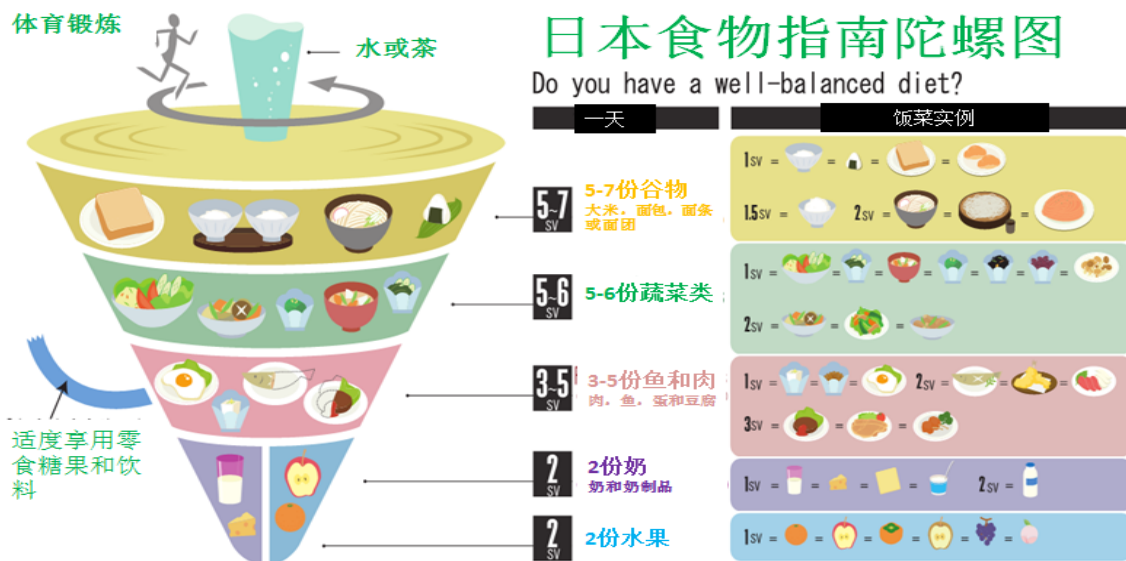 体育锻炼
水或茶
日本食物指南陀螺图
Do you have a well-balanced diet?
一天
饭菜实例
5~7
SV
5-7份谷物
大米，面包，面条
或面团
1SV = = = =
1.5SV = 2SV = = =
5~6
SV
5-6份蔬菜类
1SV = = = = = = =
2SV = = =
3~5
SV
3-5份鱼和肉
肉，鱼，蛋和豆腐
1SV = = = 2SV = = =
3SV = = =
适度享用零
食糖果和饮
料
2
SV
2份奶
奶和奶制品
1SV = = = = 2SV =
2
SV
2份水果
1SV = = = = = =